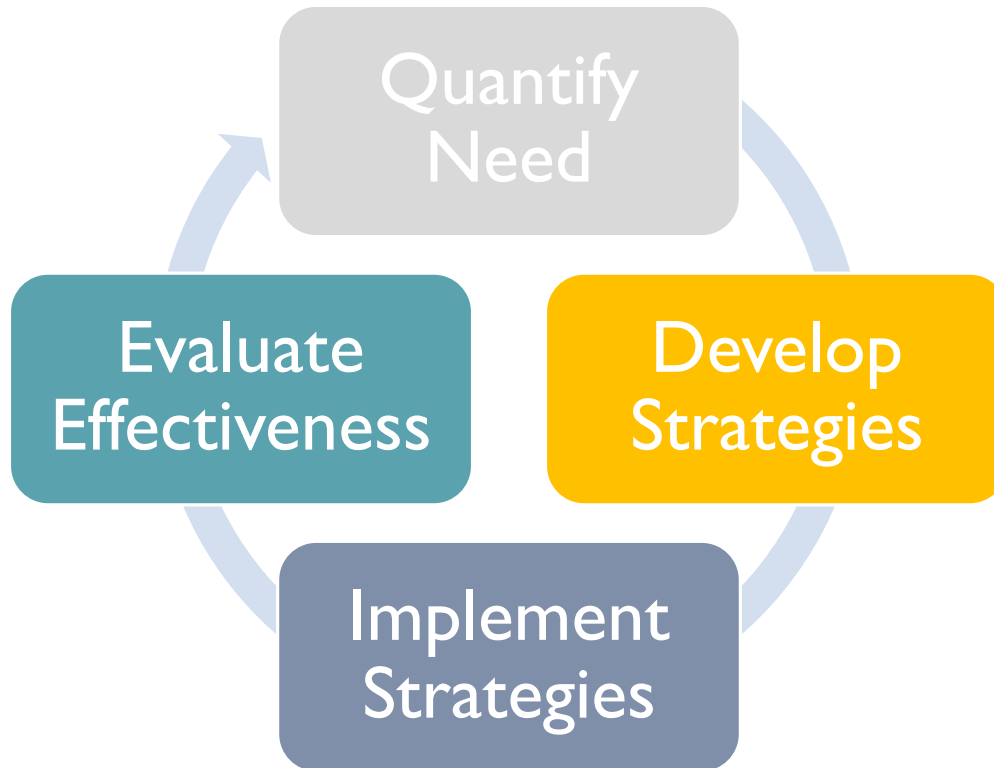 Quantify
Need
Evaluate
Effectiveness
Develop
Strategies
Implement
Strategies